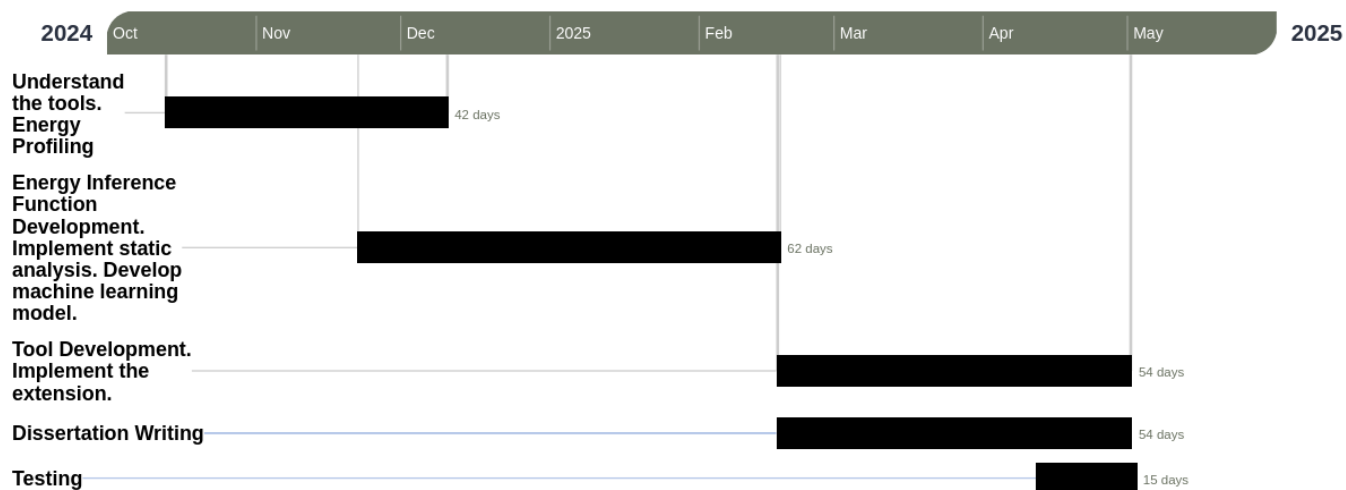 2024 Oct Nov Dec 2025 Feb Mar Apr May 2025
Understand
the tools.
Energy
Profiling
42 days
Energy Inference
Function
Development.
Implement static
analysis. Develop
machine learning
model.
62 days
Tool Development.
Implement the
extension.
54 days
Dissertation Writing
54 days
Testing
15 days